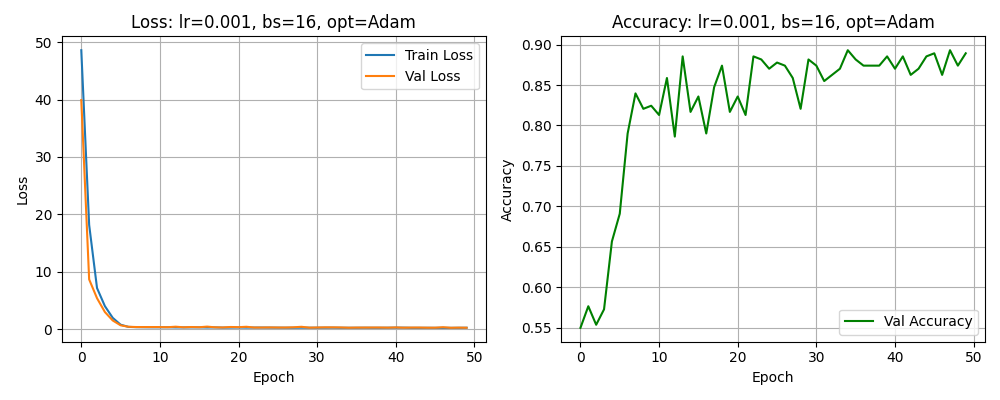 Loss: lr=0.001, bs=16, opt=Adam
50
40
30
20
10
0
Loss
Train Loss
Val Loss
0 10 20 30 40 50
Epoch
Accuracy: lr=0.001, bs=16, opt=Adam
0.90
0.85
0.80
0.75
0.70
0.65
0.60
0.55
Accuracy
Val Accuracy
0 10 20 30 40 50
Epoch